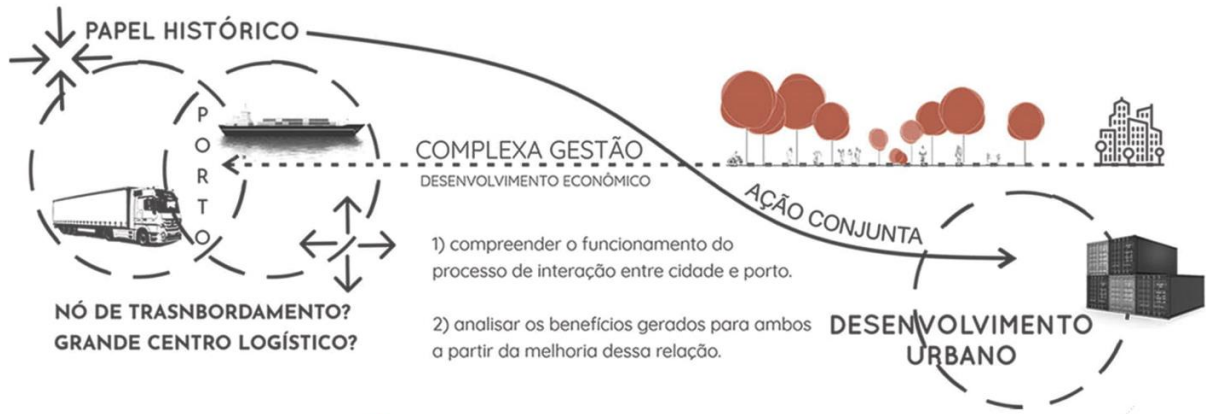 PAPEL HISTÓRICO
PORTO
COMPLEXA GESTÃO
DESENVOLVIMENTO ECONÔMICO
AÇÃO CONJUNTA
1) compreender o funcionamento do
processo de interação entre cidade e porto.
2) analisar os benefícios gerados para ambos
a partir da melhoria dessa relação.
NÓ DE TRASNBORDAMENTO?
GRANDE CENTRO LOGÍSTICO?
DESENVOLVIMENTO
URBANO